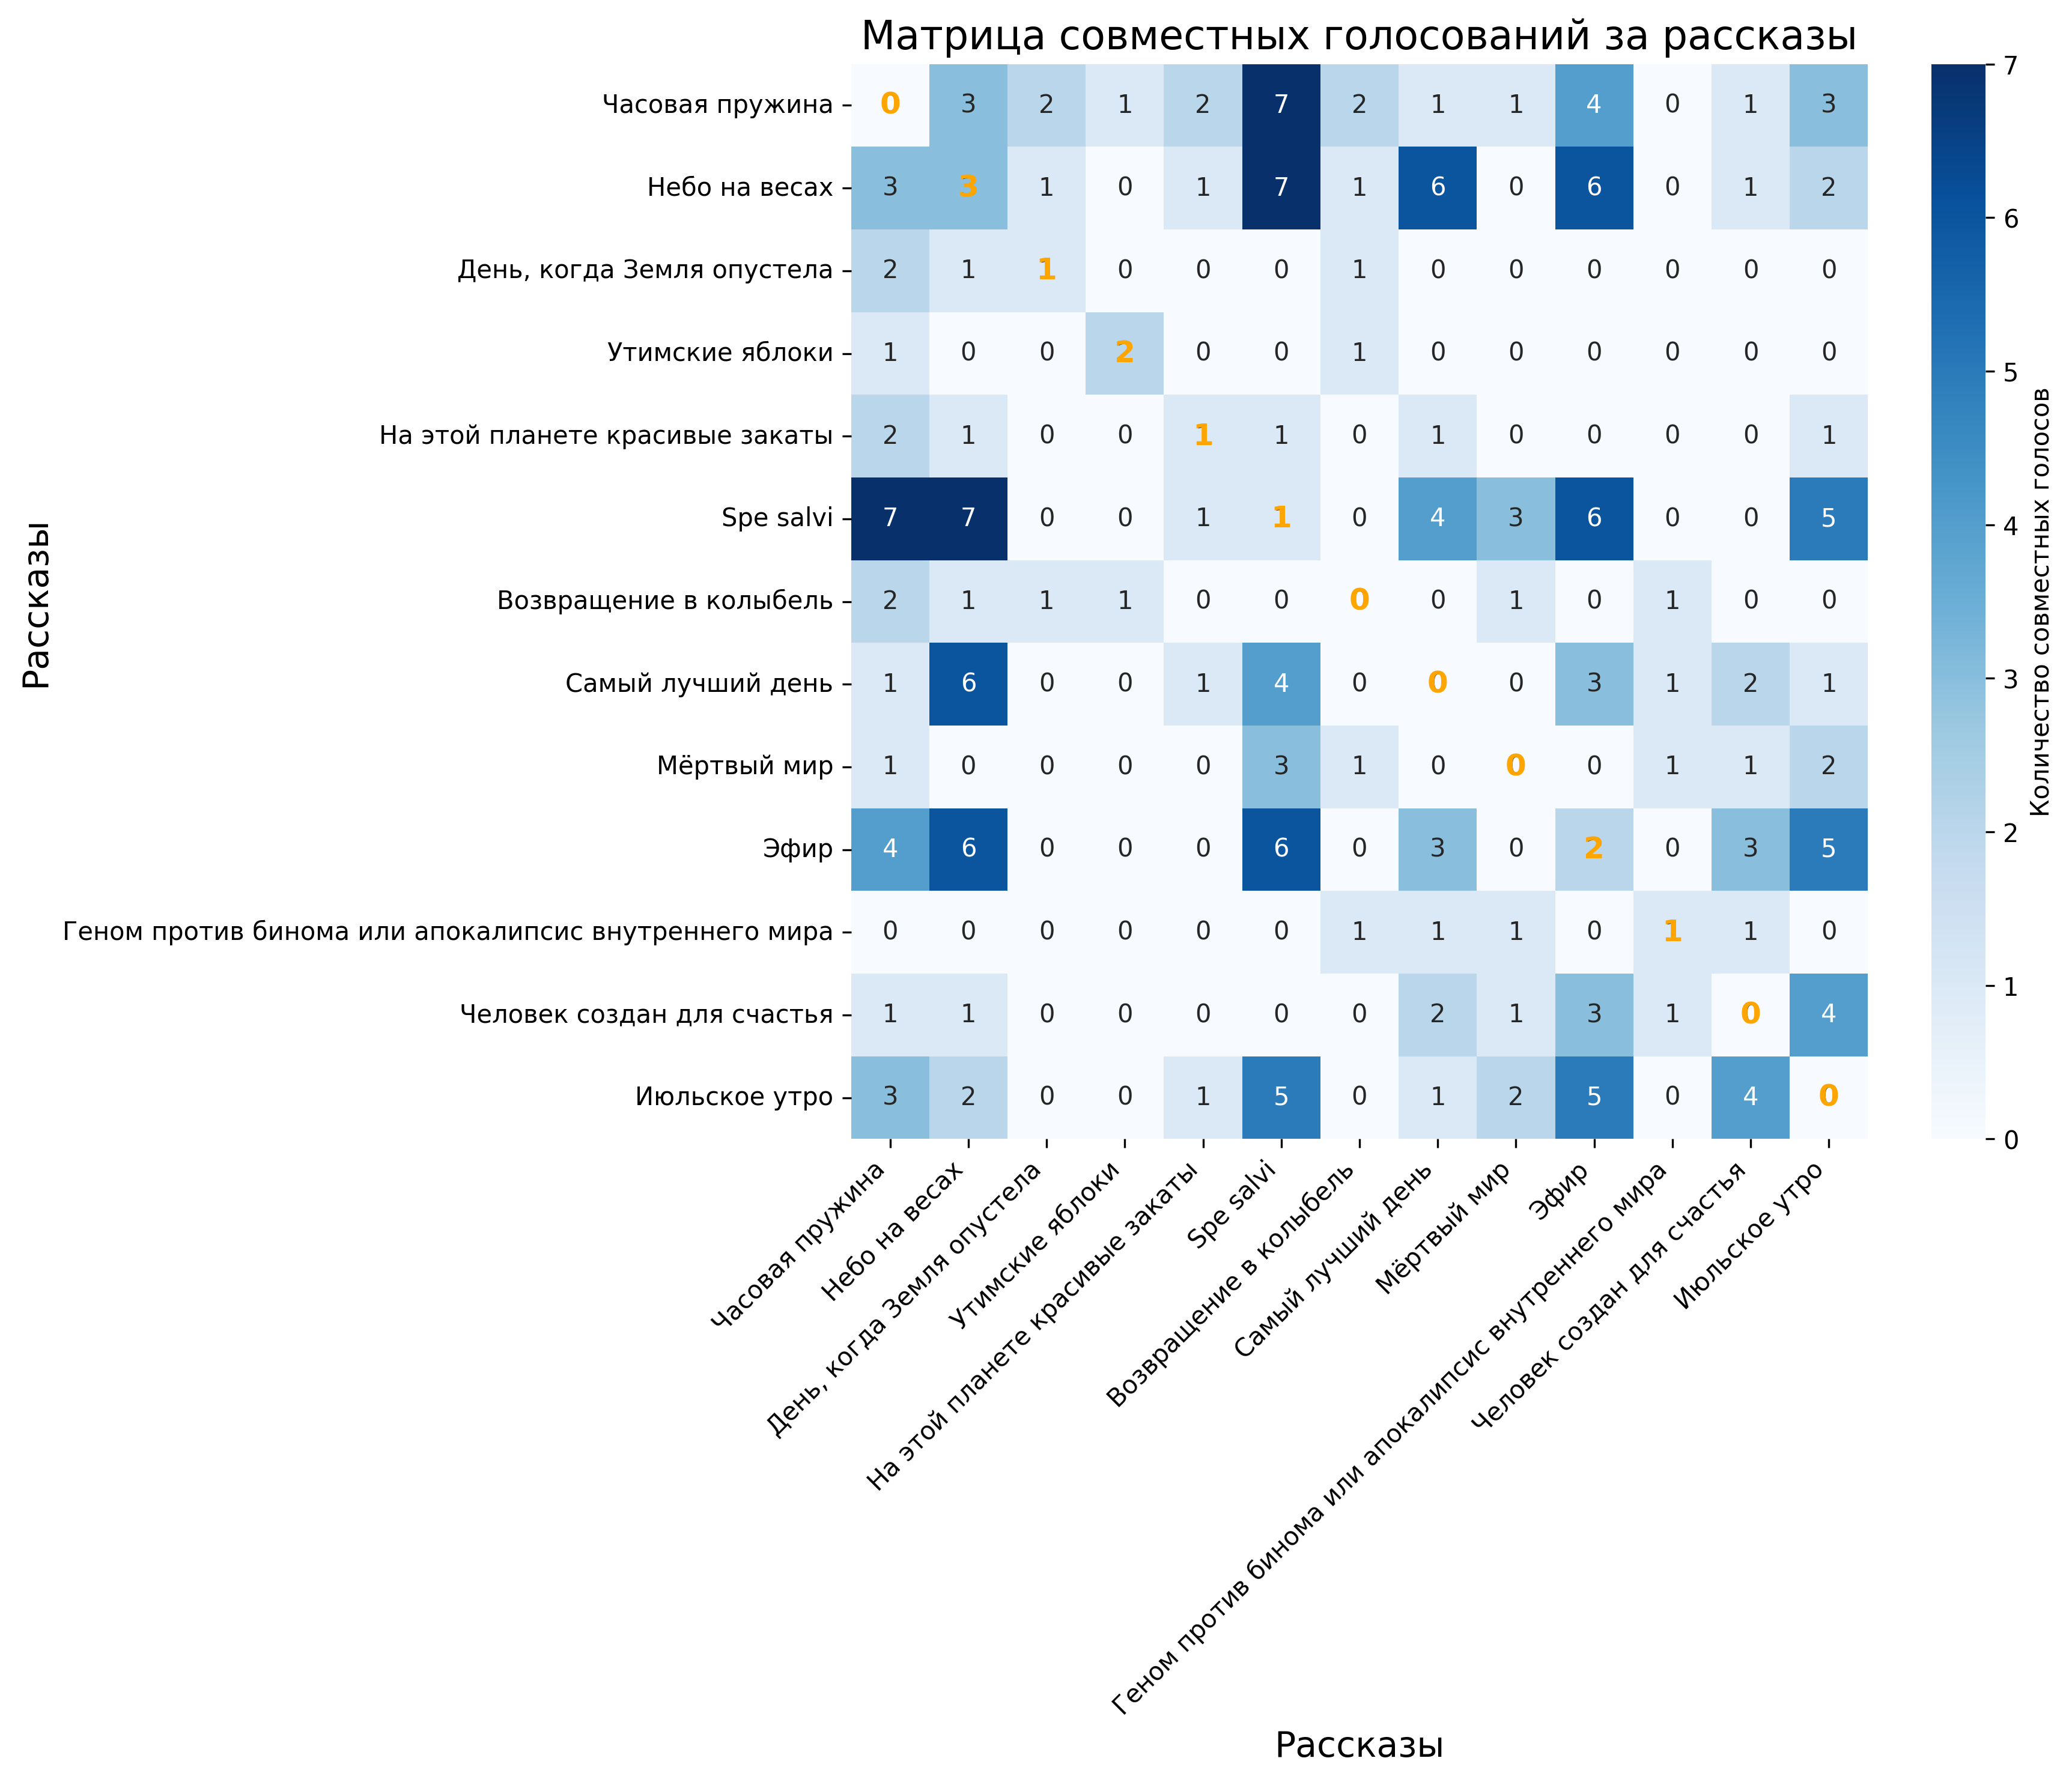 Матрица совместных голосований за рассказы
Рассказы
Часовая пружина 0 3 2 1 2 7 2 1 1 4 0 1 3
Небо на весах 3 3 1 0 1 7 1 6 0 6 0 1 2
День, когда Земля опустела 2 1 1 0 0 0 1 0 0 0 0 0 0
Утимские яблоки 1 0 0 2 0 0 1 0 0 0 0 0 0
На этой планете красивые закаты 2 1 0 0 1 1 0 1 0 0 0 0 1
Spe salvi 7 7 0 0 1 1 0 4 3 6 0 0 5
Возвращение в колыбель 2 1 1 1 0 0 0 0 1 0 1 0 0
Самый лучший день 1 6 0 0 1 4 0 0 0 3 1 2 1
Мёртвый мир 1 0 0 0 0 3 1 0 0 0 1 1 2
Эфир 4 6 0 0 0 6 0 3 0 2 0 3 5
Геном против бинома или апокалипсис внутреннего мира 0 0 0 0 0 0 1 1 1 0 1 1 0
Человек создан для счастья 1 1 0 0 0 0 0 2 1 3 1 0 4
Июльское утро 3 2 0 0 1 5 0 1 2 5 0 4 0
Часовая пружина
Небо на весах
День, когда Земля опустела
Утимские яблоки
На этой планете красивые закаты
Spe salvi
Возвращение в колыбель
Самый лучший день
Мёртвый мир
Эфир
Геном против бинома или апокалипсис внутреннего мира
Человек создан для счастья
Июльское утро
Рассказы
7
6
5
4
3
2
1
0
Количество совместных голосов